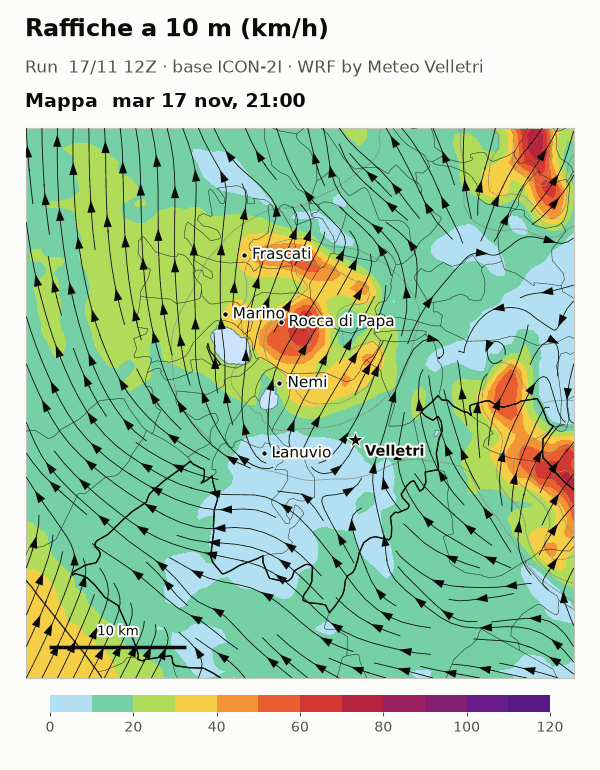 Raffiche a 10 m (km/h)
Run 17/11 12Z · base ICON-2I · WRF by Meteo Velletri
Mappa mar 17 nov, 21:00
Frascati
Marino
Rocca di Papa
Nemi
Velletri
Lanuvio
10 km
0 20 40 60 80 100 120